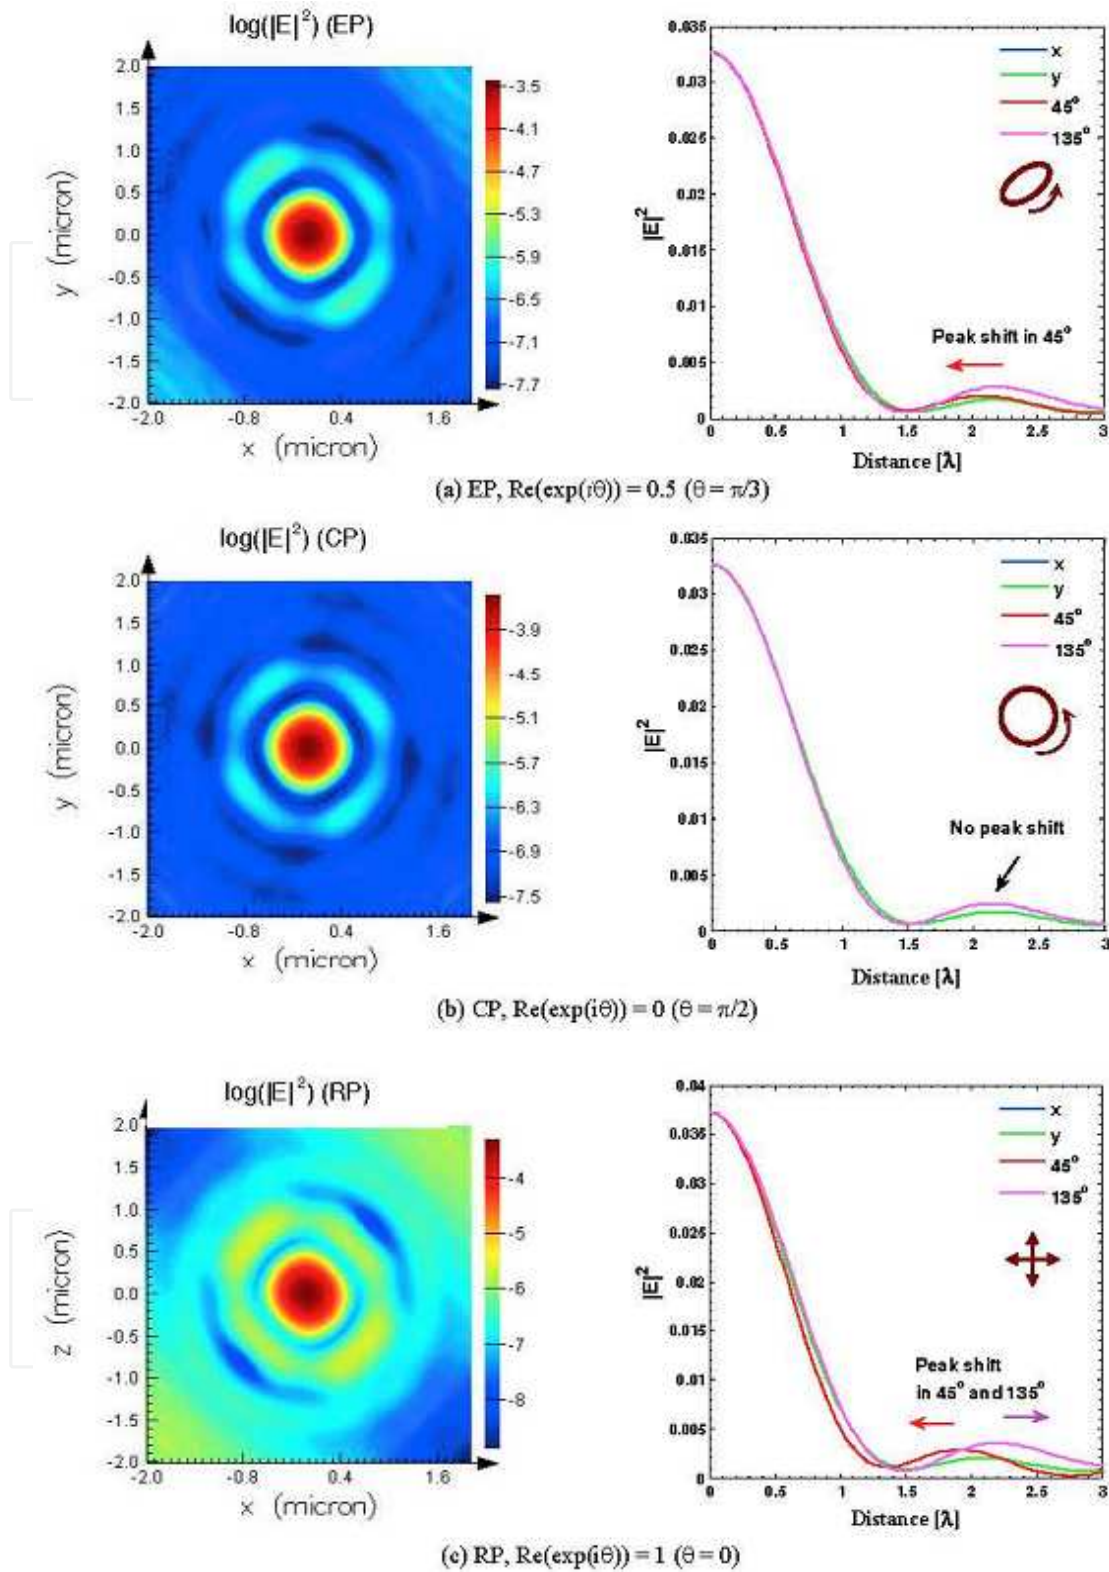 log(|E|²) (EP)
2.0
1.5
1.0
0.5
0.0
-0.5
-1.0
-1.5
-2.0
y (micron)
-2.0 -0.8 0.4 1.6
x (micron)
-3.5
-4.1
-4.7
-5.3
-5.9
-6.5
-7.1
-7.7
0.035
0.03
0.025
0.02
0.015
0.01
0.005
0
|E|²
x
y
45°
135°
Peak shift in 45°
0 0.5 1 1.5 2 2.5 3
Distance [λ]
(a) EP, Re(exp(iθ)) = 0.5 (θ = π/3)
log(|E|²) (CP)
2.0
1.5
1.0
0.5
0.0
-0.5
-1.0
-1.5
-2.0
y (micron)
-2.0 -0.8 0.4 1.6
x (micron)
-3.9
-4.5
-5.1
-5.7
-6.3
-6.9
-7.5
0.035
0.03
0.025
0.02
0.015
0.01
0.005
0
|E|²
x
y
45°
135°
No peak shift
0 0.5 1 1.5 2 2.5 3
Distance [λ]
(b) CP, Re(exp(iθ)) = 0 (θ = π/2)
log(|E|²) (RP)
2.0
1.5
1.0
0.5
0.0
-0.5
-1.0
-1.5
-2.0
z (micron)
-2.0 -0.8 0.4 1.6
x (micron)
-4
-5
-6
-7
-8
0.04
0.035
0.03
0.025
0.02
0.015
0.01
0.005
0
|E|²
x
y
45°
135°
Peak shift
in 45° and 135°
0 0.5 1 1.5 2 2.5 3
Distance [λ]
(c) RP, Re(exp(iθ)) = 1 (θ = 0)